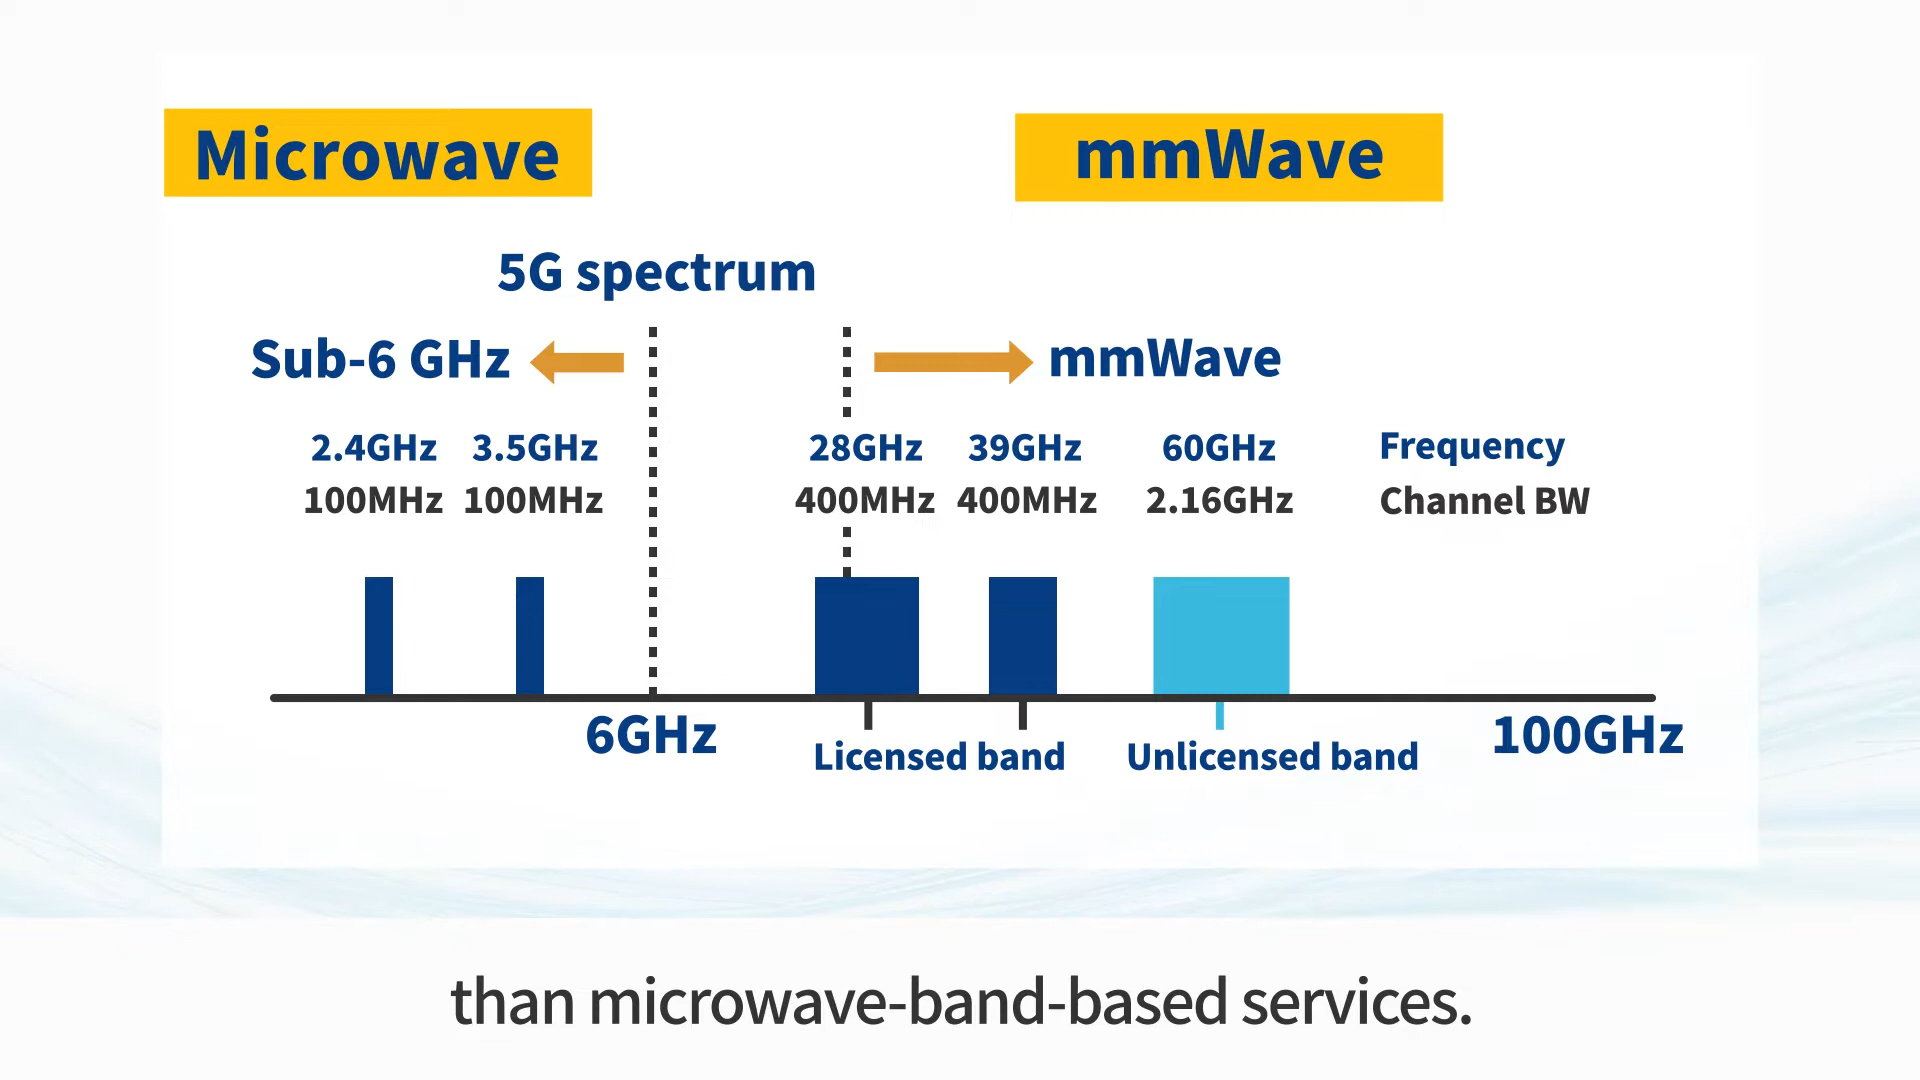 Microwave
mmWave
5G spectrum
Sub-6 GHz
mmWave
2.4GHz 3.5GHz 28GHz 39GHz 60GHz Frequency
100MHz 100MHz 400MHz 400MHz 2.16GHz Channel BW
6GHz
Licensed band
Unlicensed band
100GHz
than microwave-band-based services.